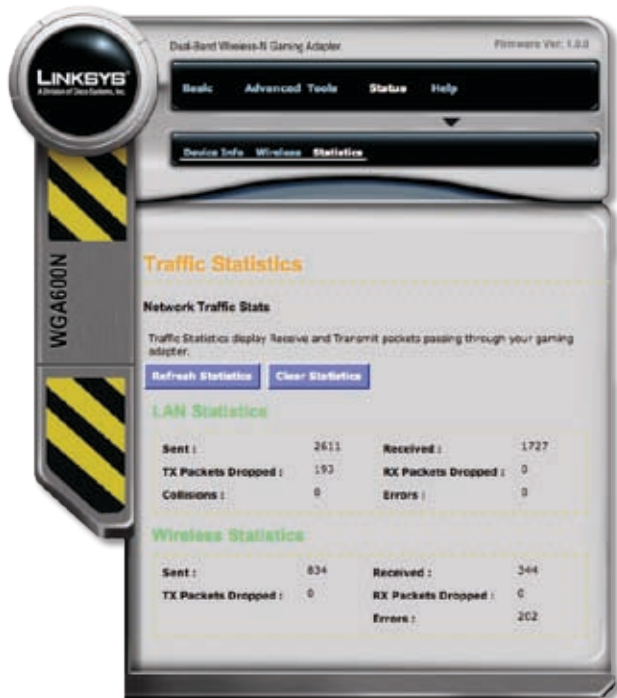 LINKSYS®
A Division of Cisco Systems, Inc.
Dual-Band Wireless-N Gaming Adapter
Firmware Ver: 1.0.0
Basic Advanced Tools Status Help
Device Info Wireless Statistics
WGA600N
Traffic Statistics
Network Traffic Stats
Traffic Statistics display Receive and Transmit packets passing through your gaming
adapter.
Refresh Statistics Clear Statistics
LAN Statistics
Sent : 2611 Received : 1727
TX Packets Dropped : 193 RX Packets Dropped : 0
Collisions : 0 Errors : 0
Wireless Statistics
Sent : 834 Received : 344
TX Packets Dropped : 0 RX Packets Dropped : 0
Errors : 202